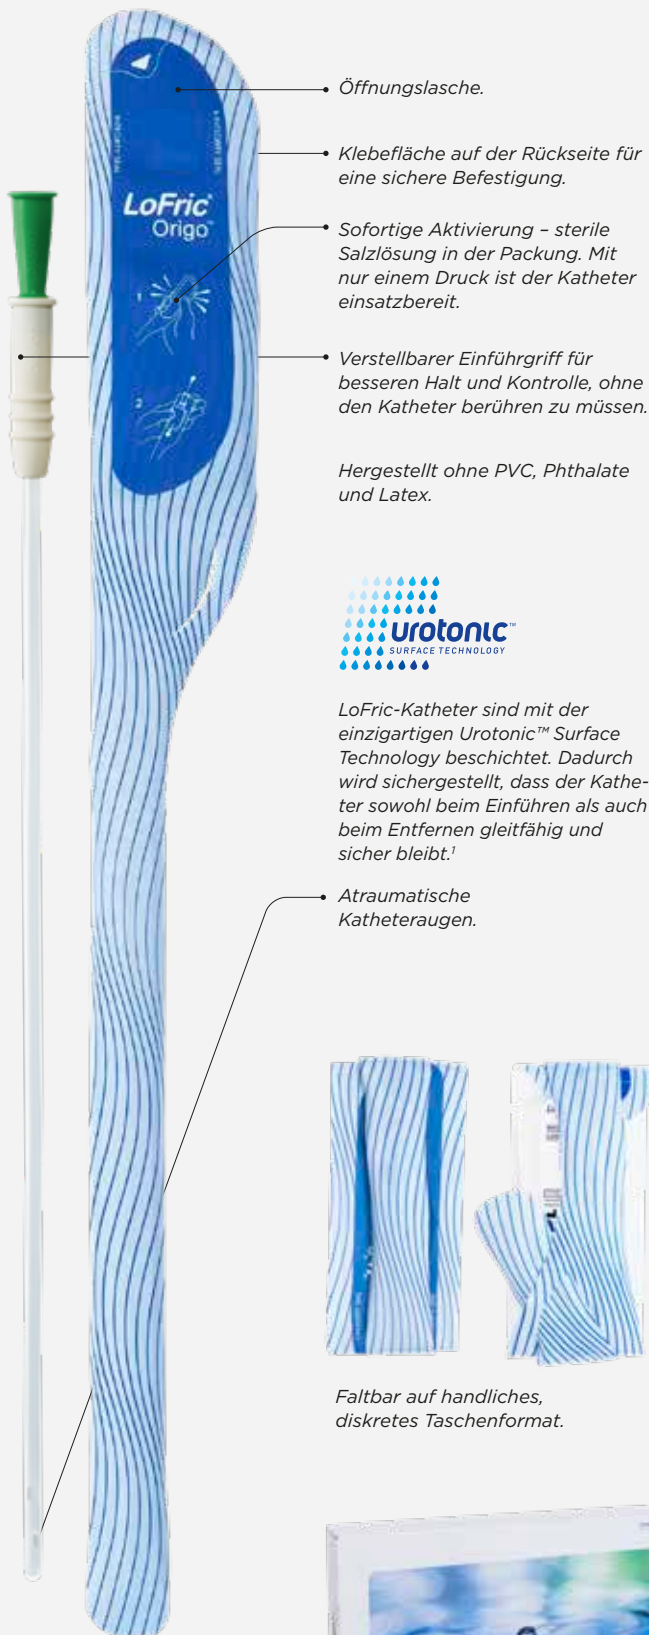 Öffnungslasche.
Klebefläche auf der Rückseite für
eine sichere Befestigung.
LoFric®
Origo™
Sofortige Aktivierung – sterile
Salzlösung in der Packung. Mit
nur einem Druck ist der Katheter
einsatzbereit.
1
Verstellbarer Einführgriff für
besseren Halt und Kontrolle, ohne
den Katheter berühren zu müssen.
2
Hergestellt ohne PVC, Phthalate
und Latex.
urotonic™
SURFACE TECHNOLOGY
LoFric-Katheter sind mit der
einzigartigen Urotonic™ Surface
Technology beschichtet. Dadurch
wird sichergestellt, dass der Kathe-
ter sowohl beim Einführen als auch
beim Entfernen gleitfähig und
sicher bleibt.¹
Atraumatische
Katheteraugen.
Faltbar auf handliches,
diskretes Taschenformat.